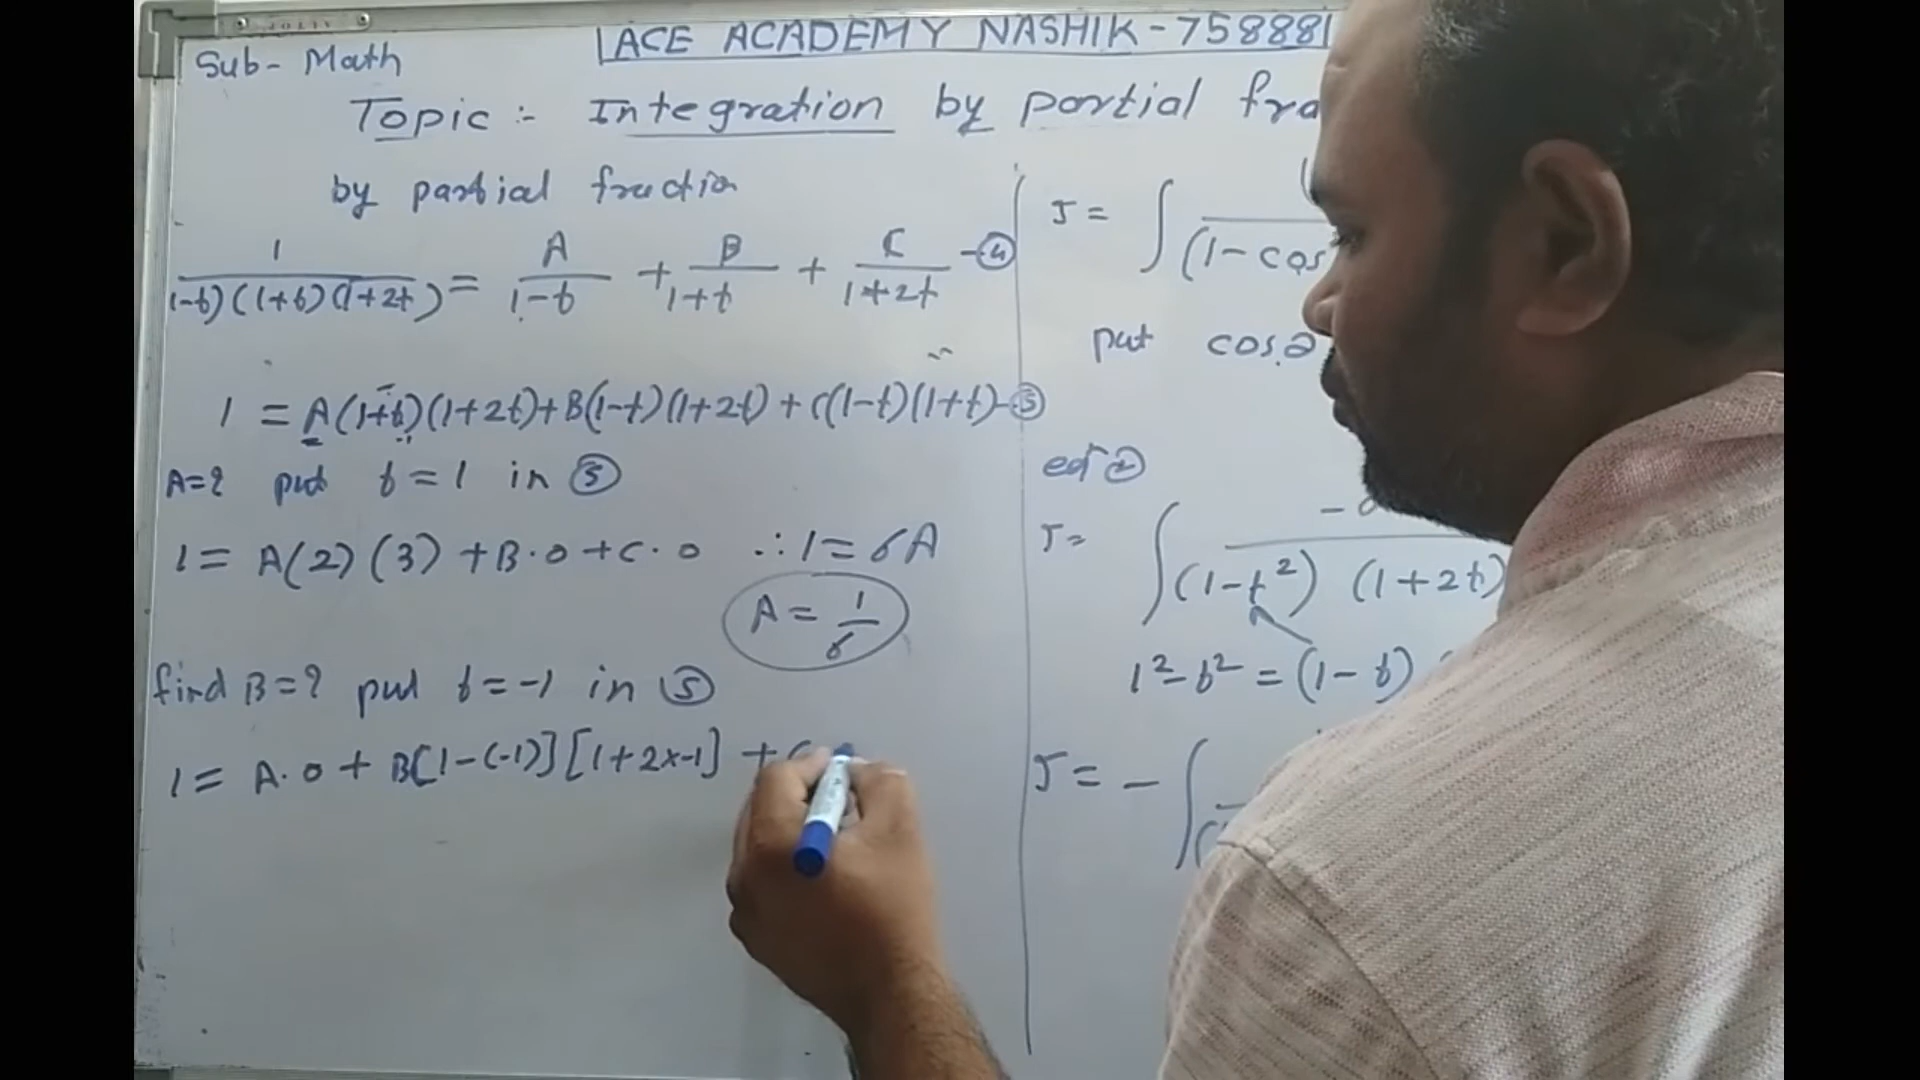 ACE ACADEMY NASHIK - 758881
Sub- Math
Topic :- Integration by partial fra
by partial fraction
1/(1-t)(1+t)(1+2t) = A/1-t + B/1+t + C/1+2t -④
1 = A(1+t)(1+2t)+B(1-t)(1+2t)+C(1-t)(1+t)-⑤
A=? put t=1 in ⑤
1= A(2)(3)+B.0+C.0 ∴1=6A
A= 1/6
find B=? put t=-1 in ⑤
1= A.0+B[1-(-1)][1+2x-1] +
I= ∫ (1-cos
put cos
②
I= ∫ (1-t²) (1+2t)
1²-t²=(1-t)
I= - ∫